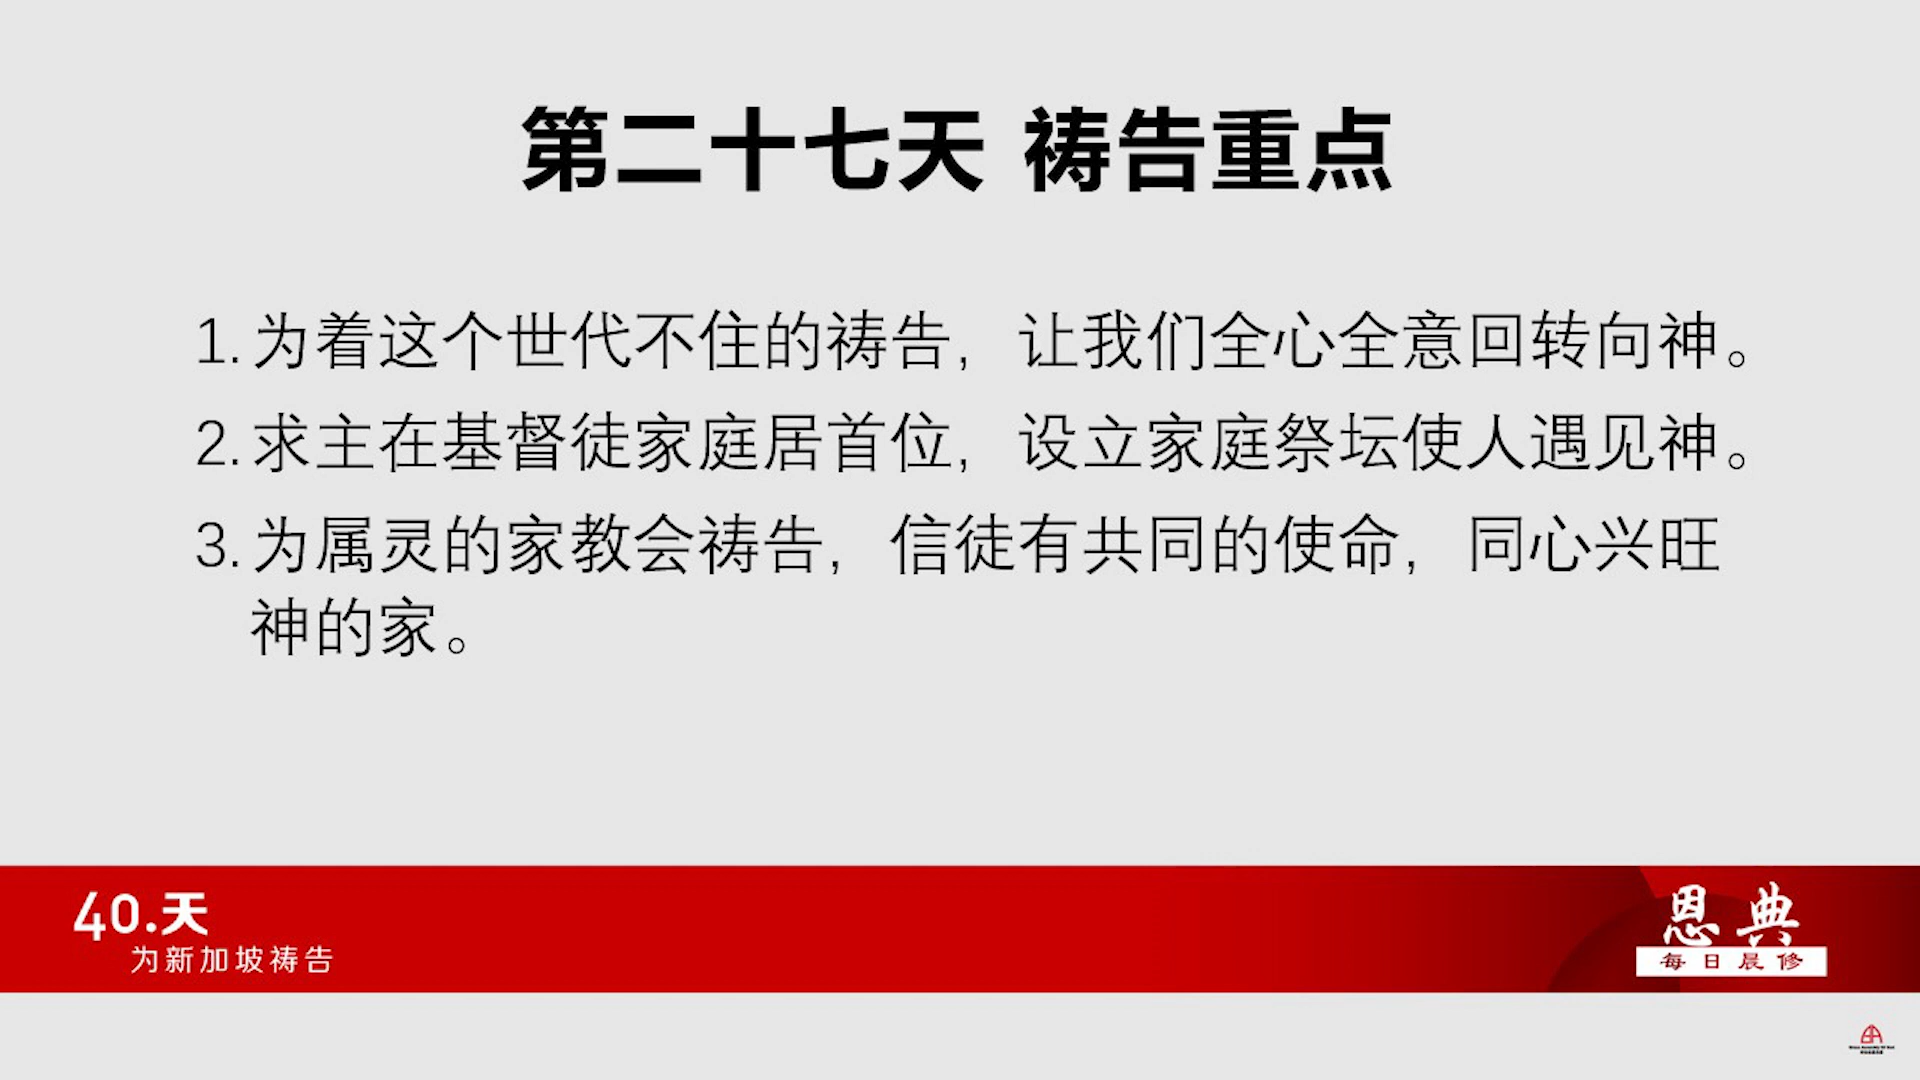 第二十七天 祷告重点
1. 为着这个世代不住的祷告，让我们全心全意回转向神。
2. 求主在基督徒家庭居首位，设立家庭祭坛使人遇见神。
3. 为属灵的家教会祷告，信徒有共同的使命，同心兴旺
神的家。
40.天
为新加坡祷告
恩典
每日晨修